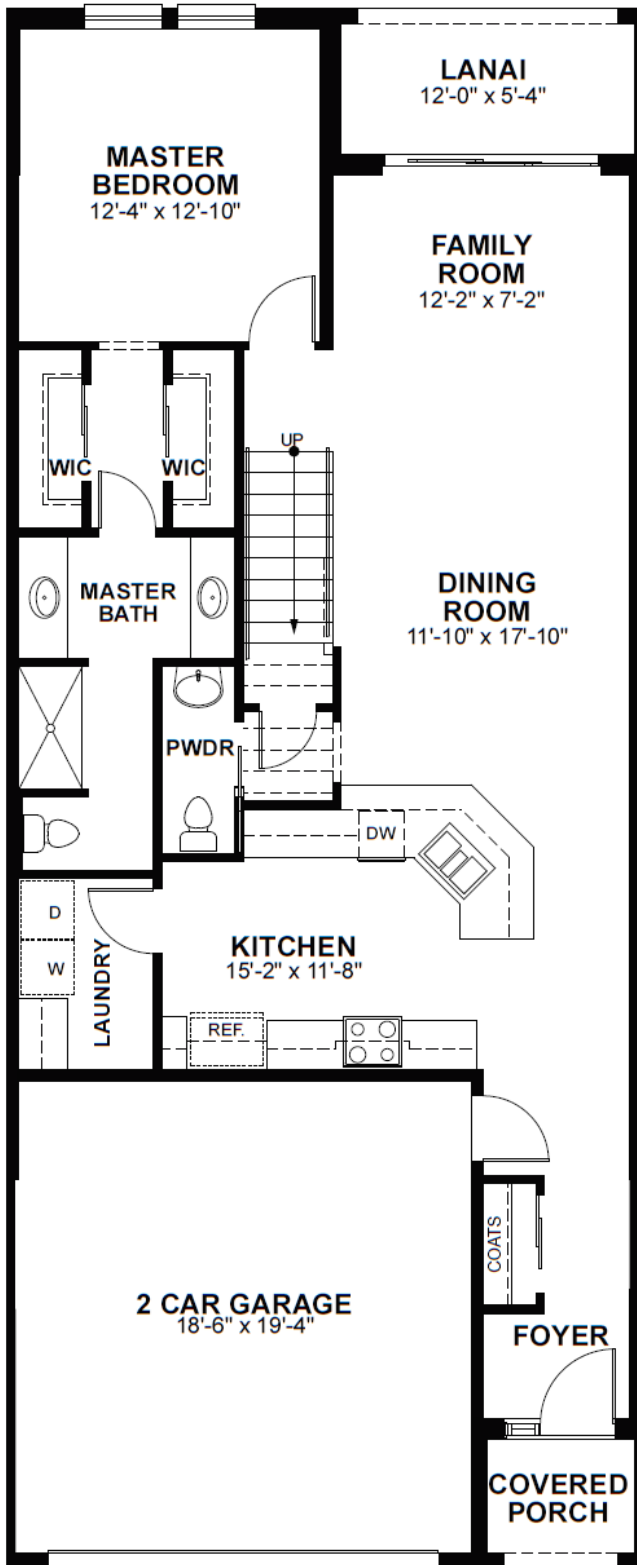 LANAI
12'-0" x 5'-4"
MASTER
BEDROOM
12'-4" x 12'-10"
FAMILY
ROOM
12'-2" x 7'-2"
UP
WIC
WIC
MASTER
BATH
DINING
ROOM
11'-10" x 17'-10"
PWDR
DW
D
W
LAUNDRY
KITCHEN
15'-2" x 11'-8"
REF.
COATS
2 CAR GARAGE
18'-6" x 19'-4"
FOYER
COVERED
PORCH